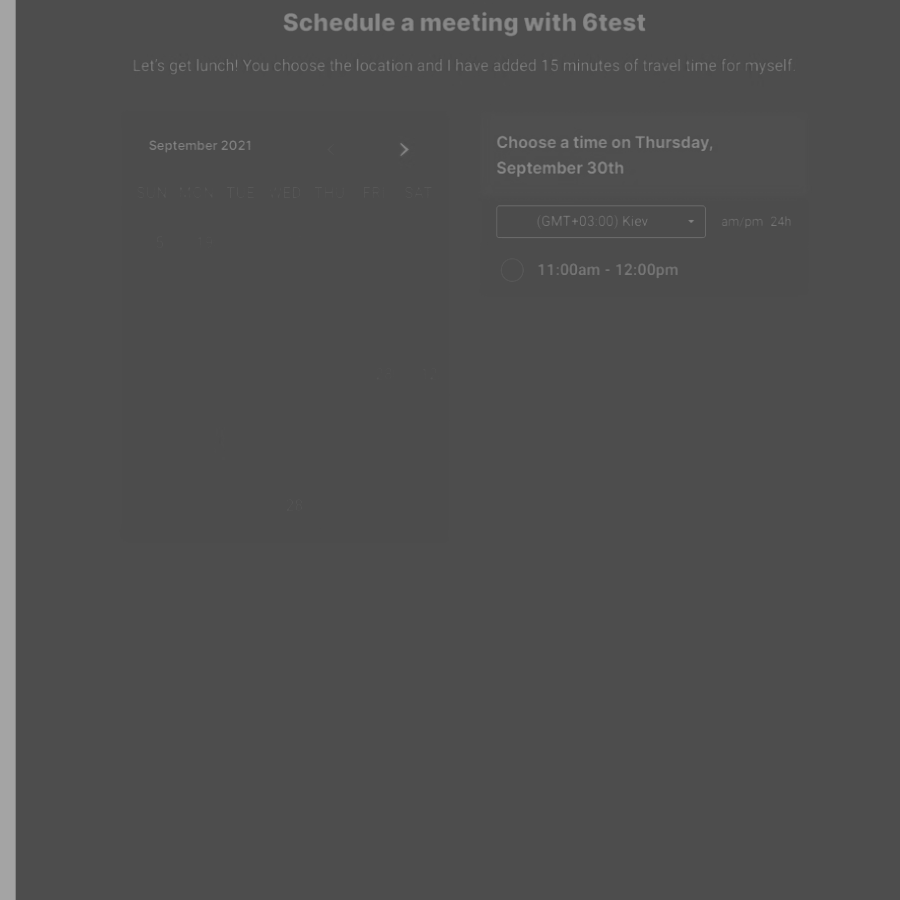 Schedule a meeting with 6test
Let's get lunch! You choose the location and I have added 15 minutes of travel time for myself.
September 2021
SUN MON TUE WED THU FRI SAT
28
Choose a time on Thursday,
September 30th
(GMT+03:00) Kiev
am/pm 24h
11:00am - 12:00pm